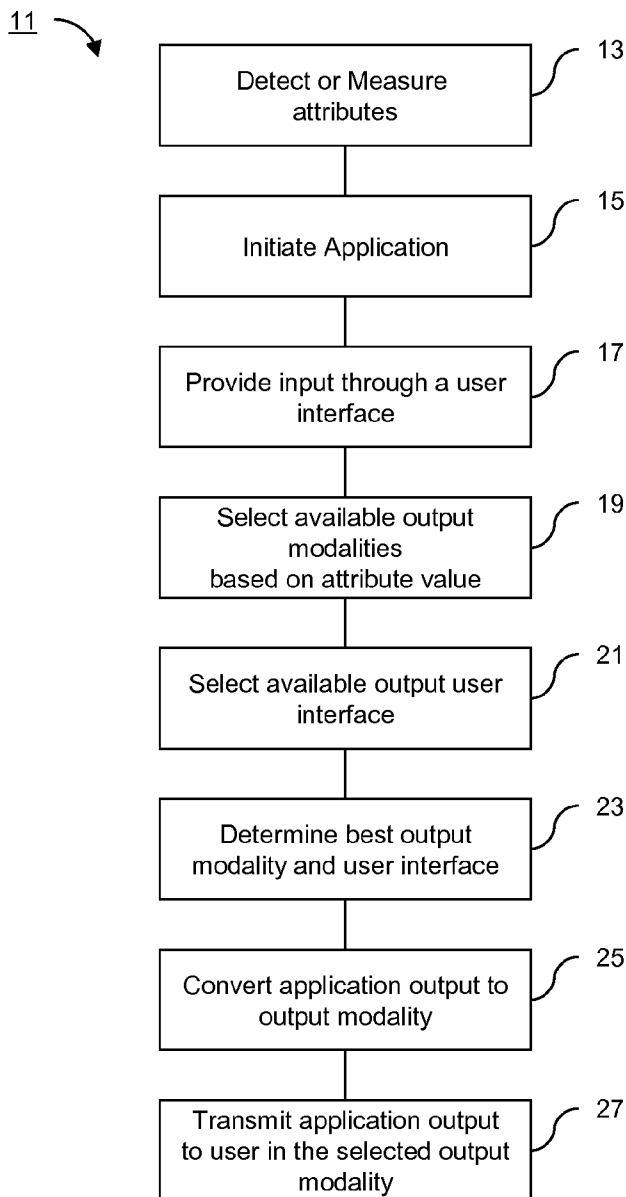 11
13
Detect or Measure
attributes
15
Initiate Application
17
Provide input through a user
interface
19
Select available output
modalities
based on attribute value
21
Select available output user
interface
23
Determine best output
modality and user interface
25
Convert application output to
output modality
27
Transmit application output
to user in the selected output
modality